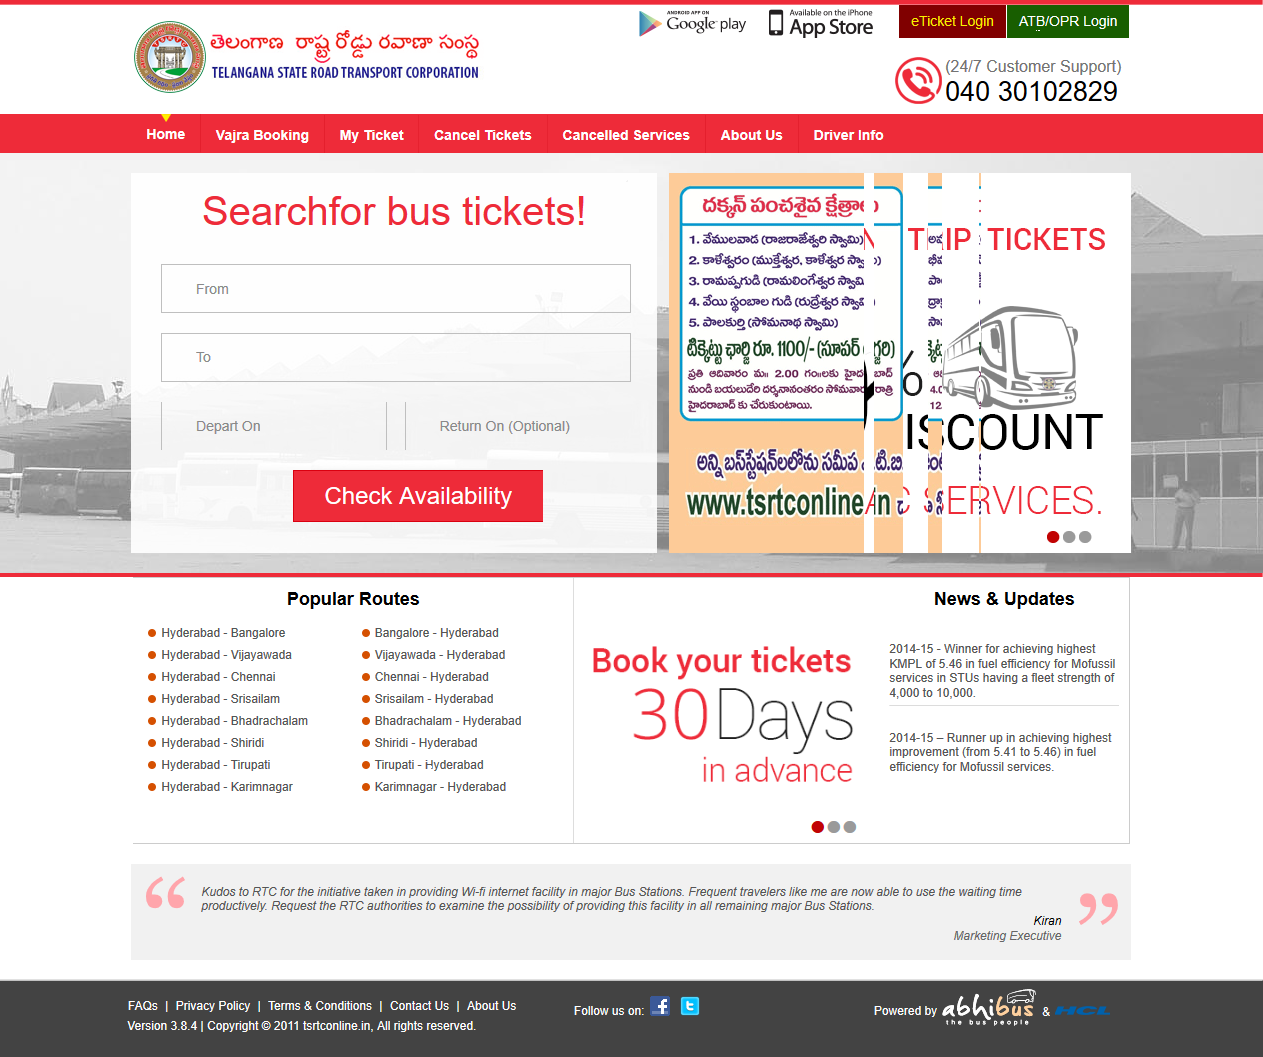 ANDROID APP ON
Google play
Available on the iPhone
App Store
eTicket Login
ATB/OPR Login
తెలంగాణ రాష్ట్ర రోడ్డు రవాణా సంస్థ
TELANGANA STATE ROAD TRANSPORT CORPORATION
(24/7 Customer Support)
040 30102829
Home
Vajra Booking
My Ticket
Cancel Tickets
Cancelled Services
About Us
Driver Info
Searchfor bus tickets!
From
To
Depart On
Return On (Optional)
Check Availability
దక్కన్ పంచశైవ క్షేత్రాలు
1. వేములవాడ (రాజరాజేశ్వరి స్వామి)
2. కాళేశ్వరం (ముక్తేశ్వర, కాళేశ్వర స్వామి)
3. రామప్పగుడి (రామలింగేశ్వర స్వామి)
4. వేయి స్థంబాల గుడి (రుద్రేశ్వర స్వామి)
5. పాలకుర్తి (సోమనాథ స్వామి)
టిక్కెట్టు ఛార్జి రూ. 1100/- (సూపర్
ప్రతి ఆదివారం మ॥ 2.00 గం॥లకు హైదరాబాద్
నుండి బయలుదేరి దర్శనానంతరం సోమవారం రాత్రి
హైదరాబాద్ కు చేరుకుంటాయి.
అన్ని బస్‌స్టేషన్‌లలోను సమీప
www.tsrtconline.in
TICKETS
%
SERVICES.
Popular Routes
Hyderabad - Bangalore
Hyderabad - Vijayawada
Hyderabad - Chennai
Hyderabad - Srisailam
Hyderabad - Bhadrachalam
Hyderabad - Shiridi
Hyderabad - Tirupati
Hyderabad - Karimnagar
Bangalore - Hyderabad
Vijayawada - Hyderabad
Chennai - Hyderabad
Srisailam - Hyderabad
Bhadrachalam - Hyderabad
Shiridi - Hyderabad
Tirupati - Hyderabad
Karimnagar - Hyderabad
Book your tickets
30 Days
in advance
News & Updates
2014-15 - Winner for achieving highest
KMPL of 5.46 in fuel efficiency for Mofussil
services in STUs having a fleet strength of
4,000 to 10,000.
2014-15 – Runner up in achieving highest
improvement (from 5.41 to 5.46) in fuel
efficiency for Mofussil services.
Kudos to RTC for the initiative taken in providing Wi-fi internet facility in major Bus Stations. Frequent travelers like me are now able to use the waiting time
productively. Request the RTC authorities to examine the possibility of providing this facility in all remaining major Bus Stations.
Kiran
Marketing Executive
FAQs | Privacy Policy | Terms & Conditions | Contact Us | About Us
Version 3.8.4 | Copyright © 2011 tsrtconline.in, All rights reserved.
Follow us on:
Powered by abhibus & HCL
the bus people